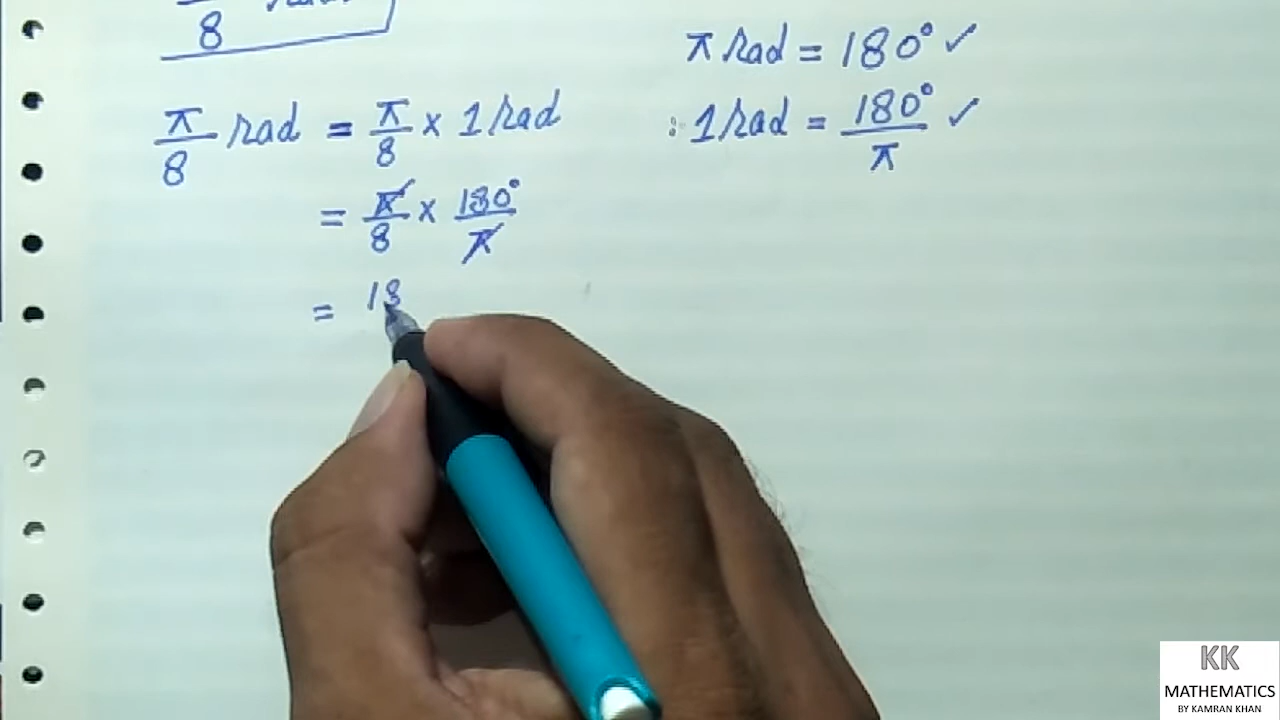 8
π rad = 180° ✓
π/8 rad = π/8 × 1 rad
: 1 rad = 180°/π ✓
= π/8 × 180°/π
= 18
KK
MATHEMATICS
BY KAMRAN KHAN